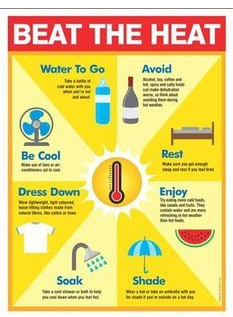 BEAT THE HEAT
Water To Go
Take a bottle of
cold water with you
when you're out
and about.
Avoid
Alcohol, tea, coffee and
hot, spicy and salty foods
can make dehydration
worse, so think about
avoiding them during
hot weather.
Be Cool
Make use of fans or air-
conditioners set to cool.
Rest
Make sure you get enough
sleep and rest if you feel tired.
Dress Down
Wear lightweight, light coloured,
loose-fitting clothes made from
natural fibres, like cotton or linen.
Enjoy
Try eating more cold foods,
like salads and fruits. They
contain water and are more
refreshing in hot weather
than hot foods.
Soak
Take a cool shower or bath to help
you cool down when you feel hot.
Shade
Wear a hat or take an umbrella with you
for shade if you're outside on a hot day.